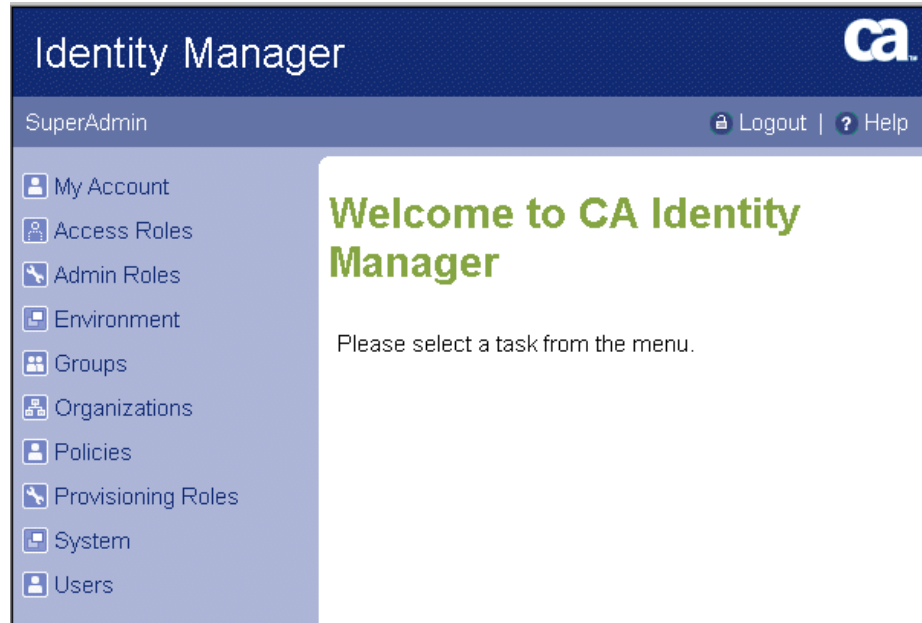 Identity Manager
ca
SuperAdmin
Logout | ? Help
My Account
Access Roles
Admin Roles
Environment
Groups
Organizations
Policies
Provisioning Roles
System
Users
Welcome to CA Identity
Manager
Please select a task from the menu.